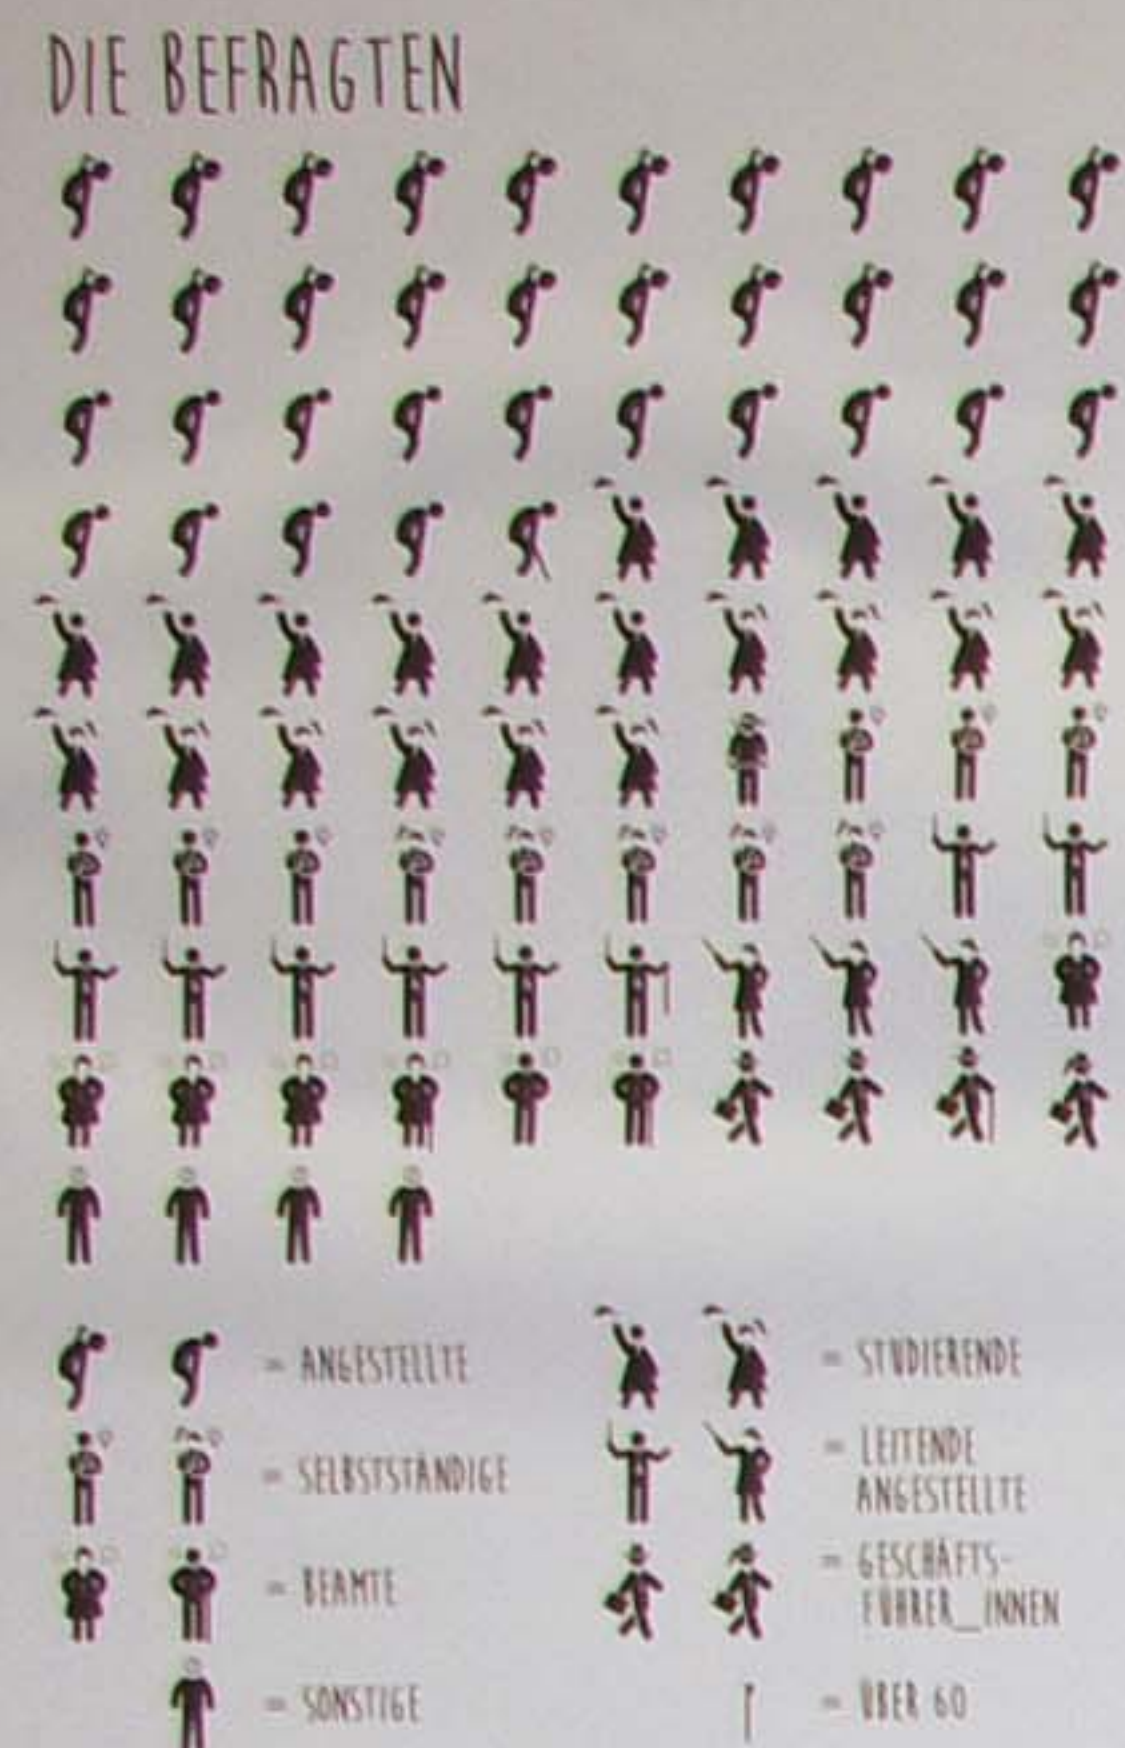 DIE BEFRAGTEN
= ANGESTELLTE
= STUDIERENDE
= SELBSTSTÄNDIGE
= LEITENDE
ANGESTELLTE
= BEAMTE
= GESCHÄFTS-
FÜHRER_INNEN
= SONSTIGE
= ÜBER 60